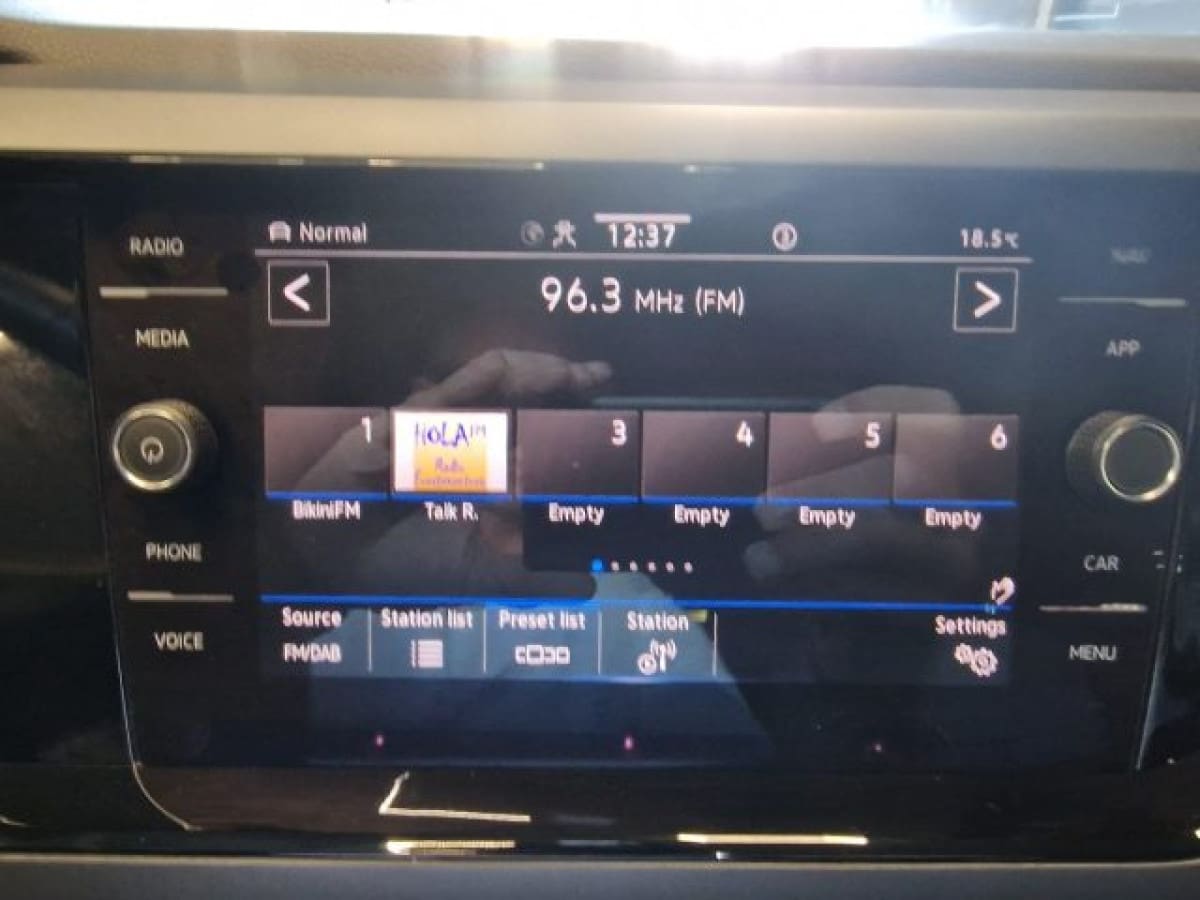 RADIO
MEDIA
PHONE
VOICE
Normal
12:37
18.5°C
<
96.3 MHz (FM)
>
1
HOLA FM
Radio
3
4
5
6
BikiniFM
Talk R.
Empty
Empty
Empty
Empty
Source
FM/DAB
Station list
Preset list
Station
Settings
NAV
APP
CAR
MENU